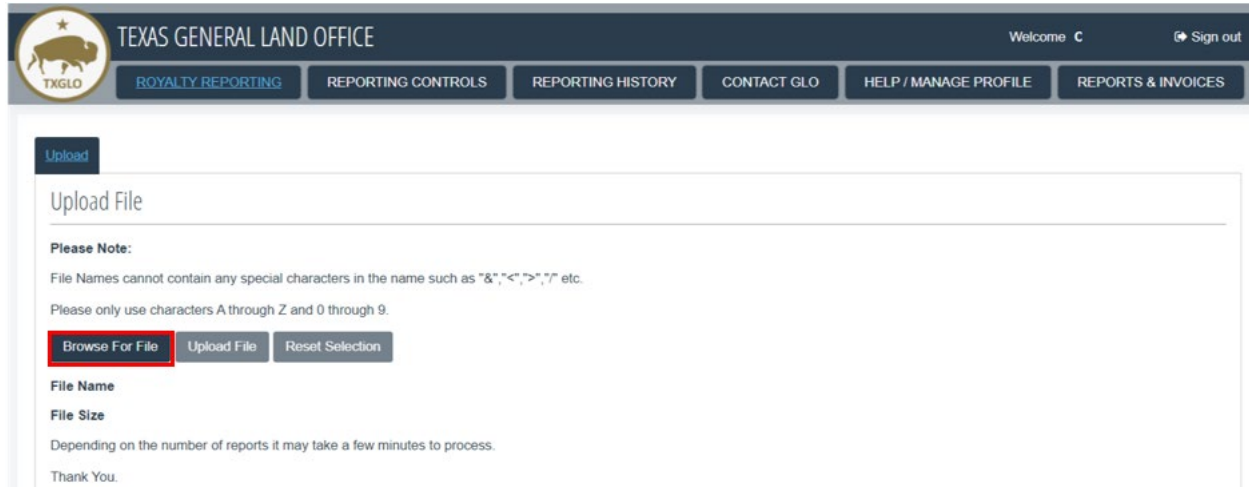 TEXAS GENERAL LAND OFFICE
Welcome C
Sign out
TXGLO
ROYALTY REPORTING
REPORTING CONTROLS
REPORTING HISTORY
CONTACT GLO
HELP / MANAGE PROFILE
REPORTS & INVOICES
Upload
Upload File
Please Note:
File Names cannot contain any special characters in the name such as "&","<",">","/" etc.
Please only use characters A through Z and 0 through 9.
Browse For File
Upload File
Reset Selection
File Name
File Size
Depending on the number of reports it may take a few minutes to process.
Thank You.